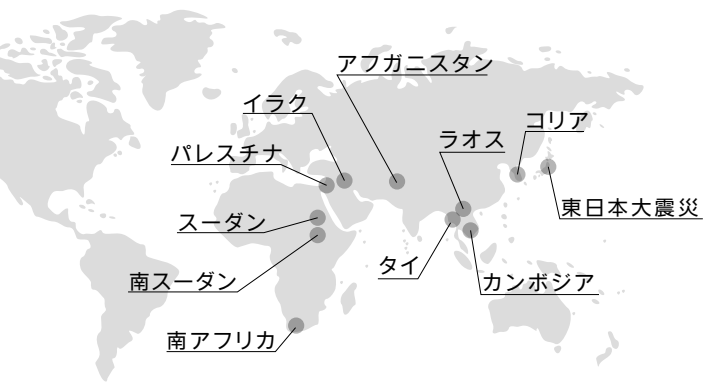 アフガニスタン
イラク
コリア
ラオス
パレスチナ
東日本大震災
スーダン
タイ
南スーダン
カンボジア
南アフリカ